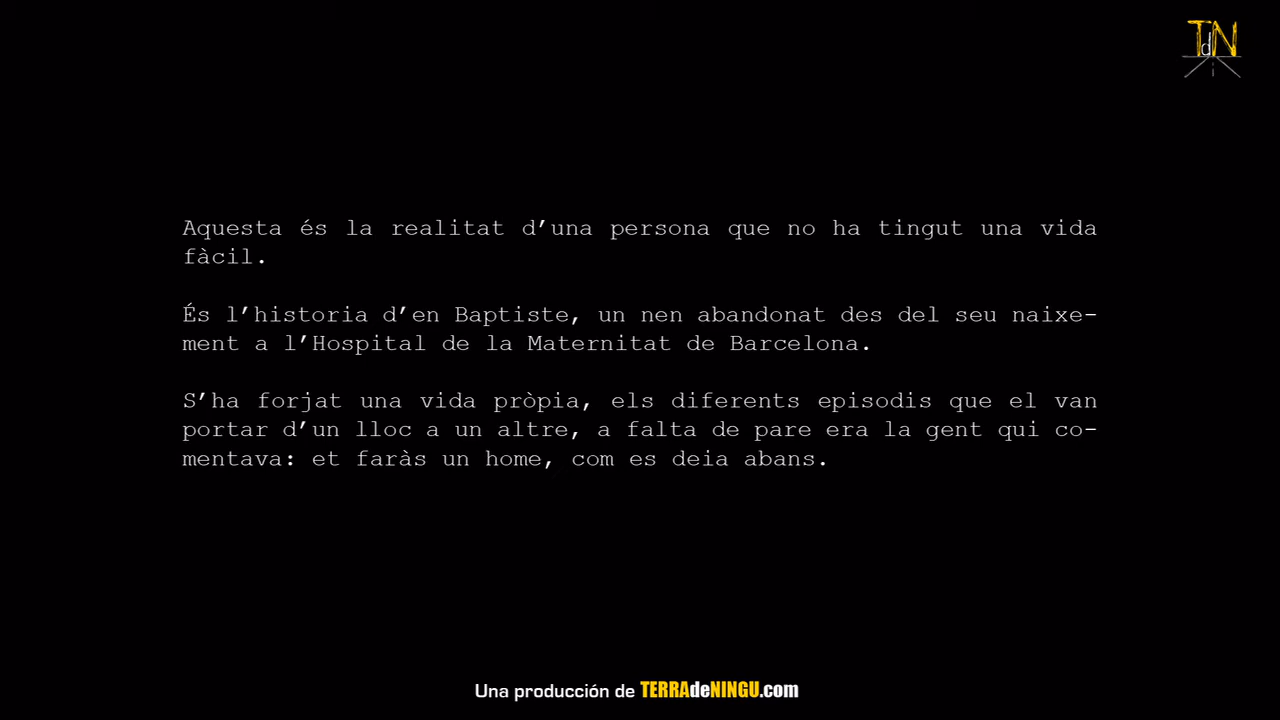 TdN
Aquesta és la realitat d’una persona que no ha tingut una vida
fàcil.
És l’historia d’en Baptiste, un nen abandonat des del seu naixe-
ment a l’Hospital de la Maternitat de Barcelona.
S’ha forjat una vida pròpia, els diferents episodis que el van
portar d’un lloc a un altre, a falta de pare era la gent qui co-
mentava: et faràs un home, com es deia abans.
Una producción de TERRAdeNINGU.com